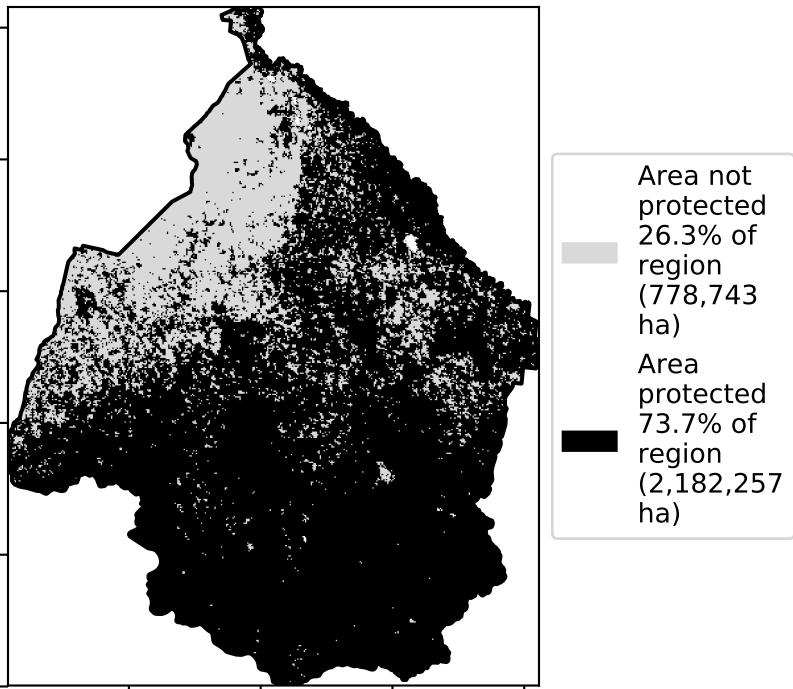 Area not
protected
26.3% of
region
(778,743
ha)
Area
protected
73.7% of
region
(2,182,257
ha)